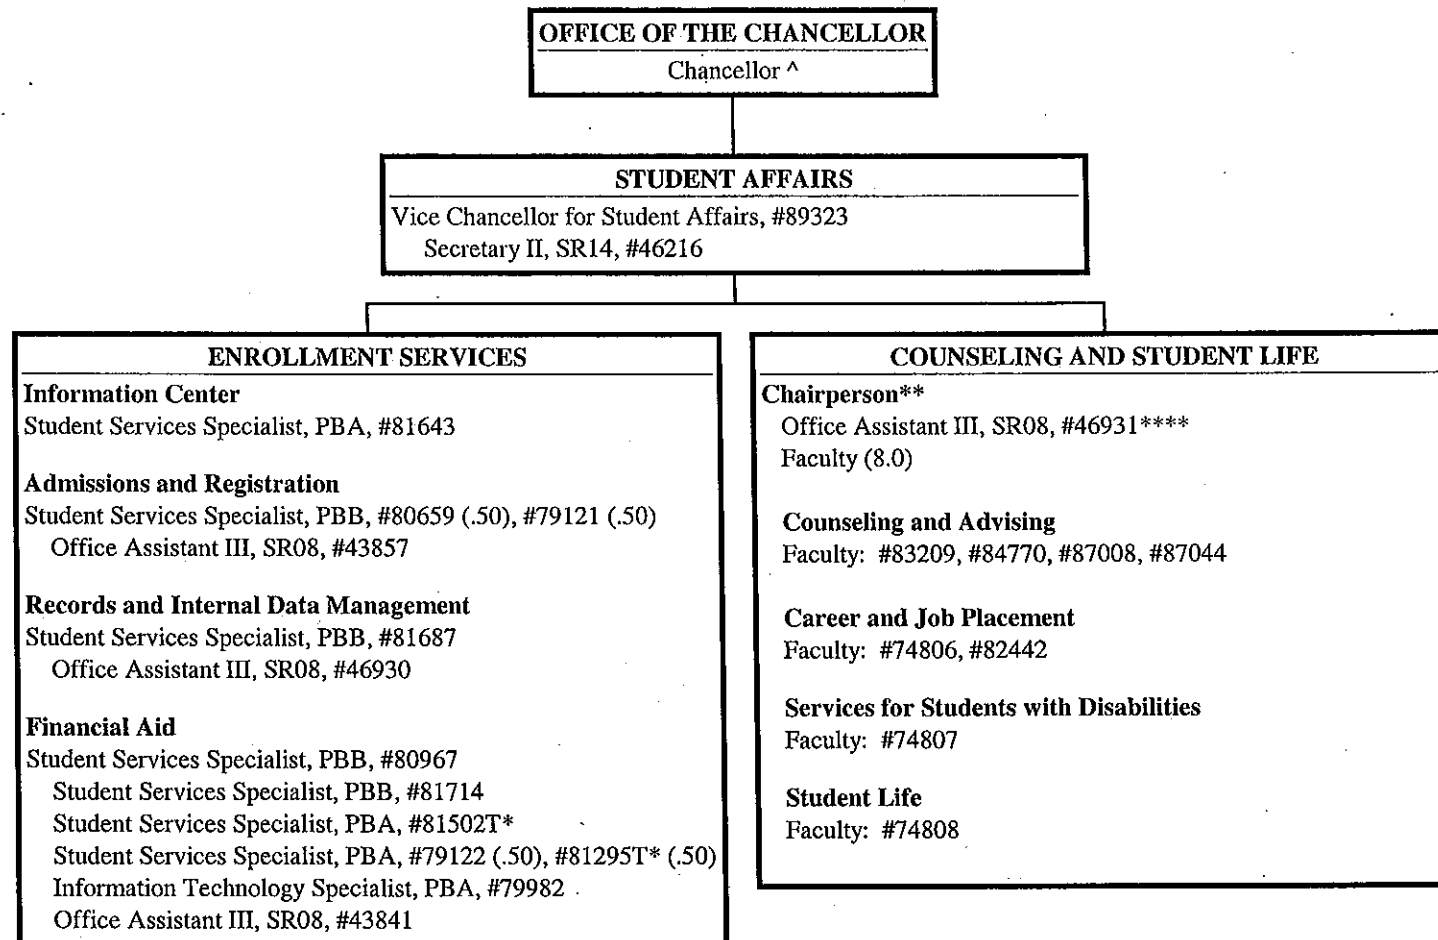 OFFICE OF THE CHANCELLOR
Chancellor ^
STUDENT AFFAIRS
Vice Chancellor for Student Affairs, #89323
Secretary II, SR14, #46216
ENROLLMENT SERVICES
Information Center
Student Services Specialist, PBA, #81643
Admissions and Registration
Student Services Specialist, PBB, #80659 (.50), #79121 (.50)
Office Assistant III, SR08, #43857
Records and Internal Data Management
Student Services Specialist, PBB, #81687
Office Assistant III, SR08, #46930
Financial Aid
Student Services Specialist, PBB, #80967
Student Services Specialist, PBB, #81714
Student Services Specialist, PBA, #81502T*
Student Services Specialist, PBA, #79122 (.50), #81295T* (.50)
Information Technology Specialist, PBA, #79982
Office Assistant III, SR08, #43841
COUNSELING AND STUDENT LIFE
Chairperson**
Office Assistant III, SR08, #46931****
Faculty (8.0)
Counseling and Advising
Faculty: #83209, #84770, #87008, #87044
Career and Job Placement
Faculty: #74806, #82442
Services for Students with Disabilities
Faculty: #74807
Student Life
Faculty: #74808